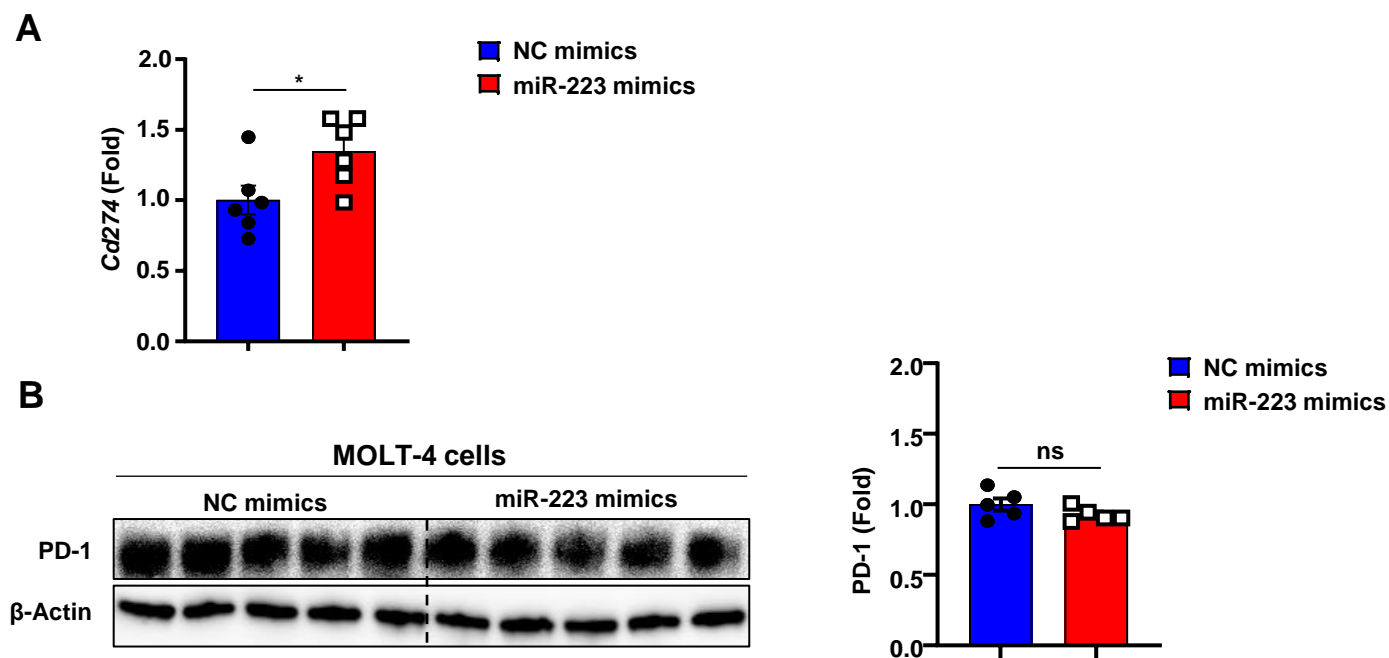 A
NC mimics
miR-223 mimics
*
Cd274 (Fold)
2.0
1.5
1.0
0.5
0.0
B
MOLT-4 cells
NC mimics
miR-223 mimics
PD-1
β-Actin
NC mimics
miR-223 mimics
ns
PD-1 (Fold)
2.0
1.5
1.0
0.5
0.0